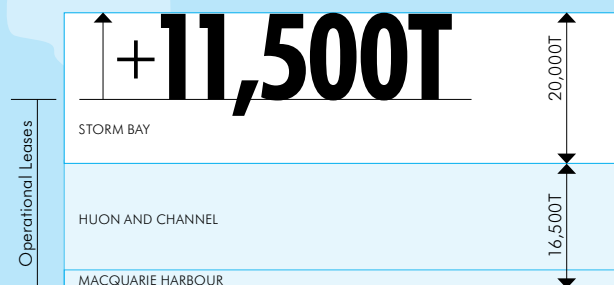 +11,500T
20,000T
STORM BAY
Operational Leases
HUON AND CHANNEL
16,500T
MACQUARIE HARBOUR